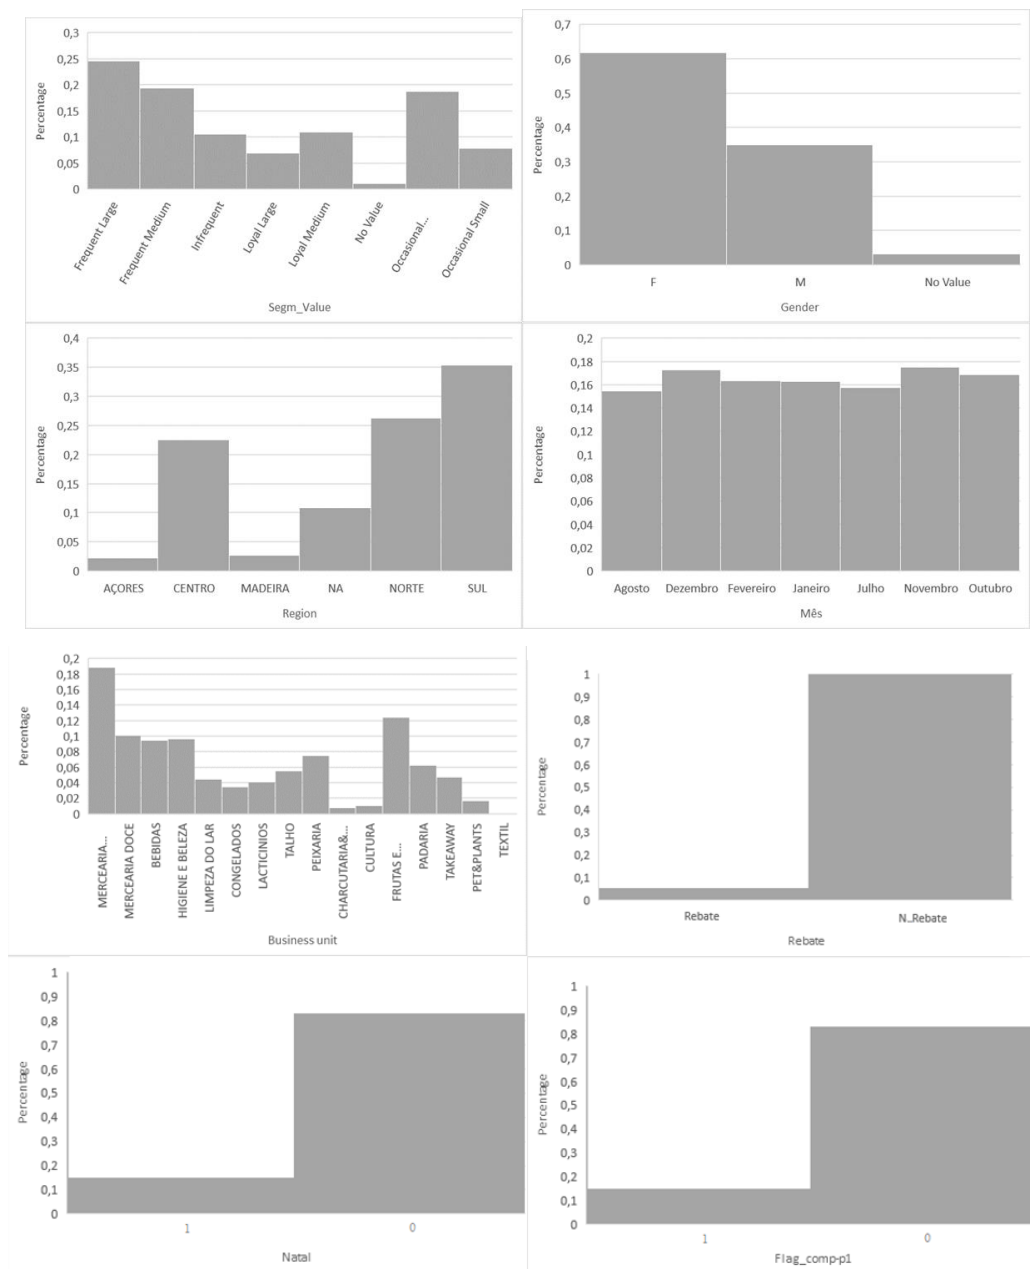 0,3
0,25
0,2
0,15
0,1
0,05
0
Percentage
Frequent Large
Frequent Medium
Infrequent
Loyal Large
Loyal Medium
No Value
Occasional...
Occasional Small
Segm_Value
0,7
0,6
0,5
0,4
0,3
0,2
0,1
0
Percentage
F
M
No Value
Gender
0,4
0,35
0,3
0,25
0,2
0,15
0,1
0,05
0
Percentage
AÇORES
CENTRO
MADEIRA
NA
NORTE
SUL
Region
0,2
0,18
0,16
0,14
0,12
0,1
0,08
0,06
0,04
0,02
0
Percentage
Agosto
Dezembro
Fevereiro
Janeiro
Julho
Novembro
Outubro
Mês
0,2
0,18
0,16
0,14
0,12
0,1
0,08
0,06
0,04
0,02
0
Percentage
MERCEARIA...
MERCEARIA DOCE
BEBIDAS
HIGIENE E BELEZA
LIMPEZA DO LAR
CONGELADOS
LACTICINIOS
TALHO
PEIXARIA
CHARCUTARIA&...
CULTURA
FRUTAS E...
PADARIA
TAKEAWAY
PET&PLANTS
TEXTIL
Business unit
1
0,9
0,8
0,7
0,6
0,5
0,4
0,3
0,2
0,1
0
Percentage
Rebate
N_Rebate
Rebate
1
0,9
0,8
0,7
0,6
0,5
0,4
0,3
0,2
0,1
0
Percentage
1
0
Natal
1
0,9
0,8
0,7
0,6
0,5
0,4
0,3
0,2
0,1
0
Percentage
1
0
Flag_comp-p1